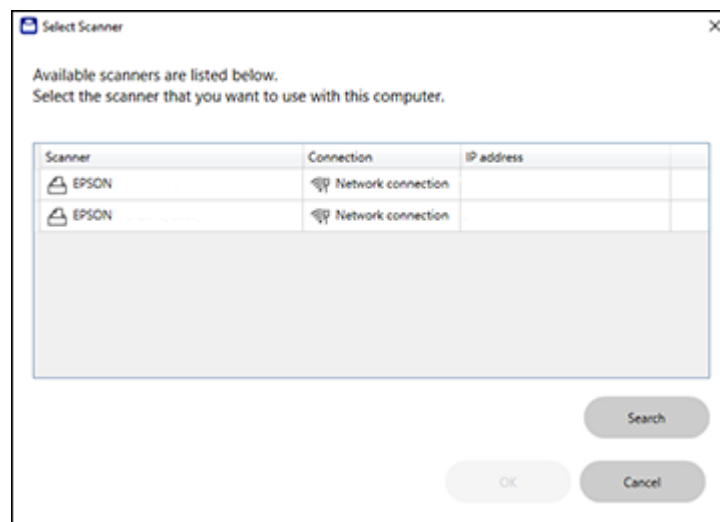 Select Scanner
Available scanners are listed below.
Select the scanner that you want to use with this computer.
Scanner Connection IP address
EPSON Network connection
EPSON Network connection
Search
OK Cancel